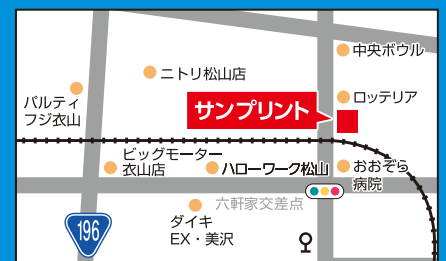 中央ボウル
ニトリ松山店
パルティ
フジ衣山
ロッテリア
サンプリント
ビッグモーター
衣山店
ハローワーク松山
おおぞら
病院
六軒家交差点
196
ダイキ
EX・美沢